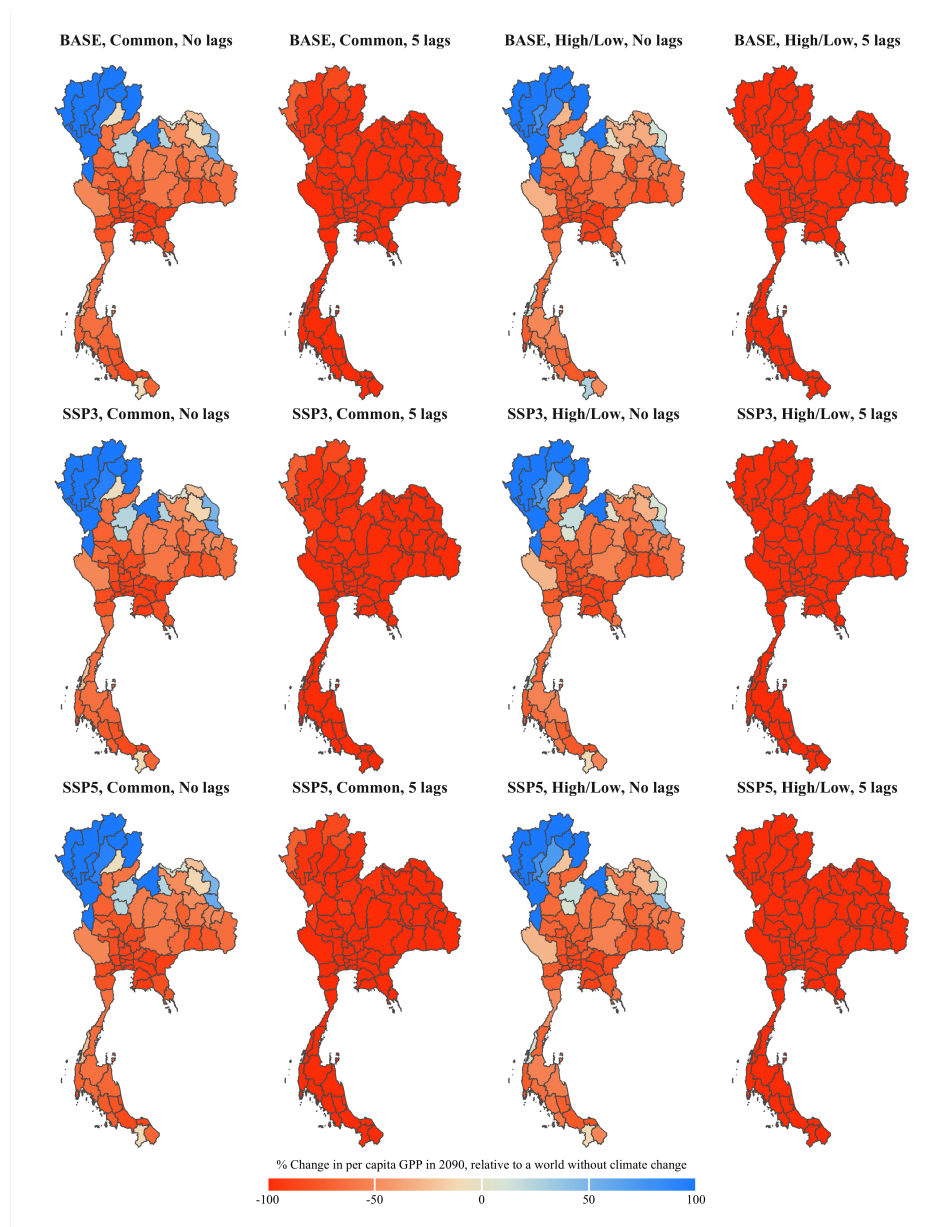 BASE, Common, No lags
BASE, Common, 5 lags
BASE, High/Low, No lags
BASE, High/Low, 5 lags
SSP3, Common, No lags
SSP3, Common, 5 lags
SSP3, High/Low, No lags
SSP3, High/Low, 5 lags
SSP5, Common, No lags
SSP5, Common, 5 lags
SSP5, High/Low, No lags
SSP5, High/Low, 5 lags
% Change in per capita GPP in 2090, relative to a world without climate change
-100
-50
0
50
100